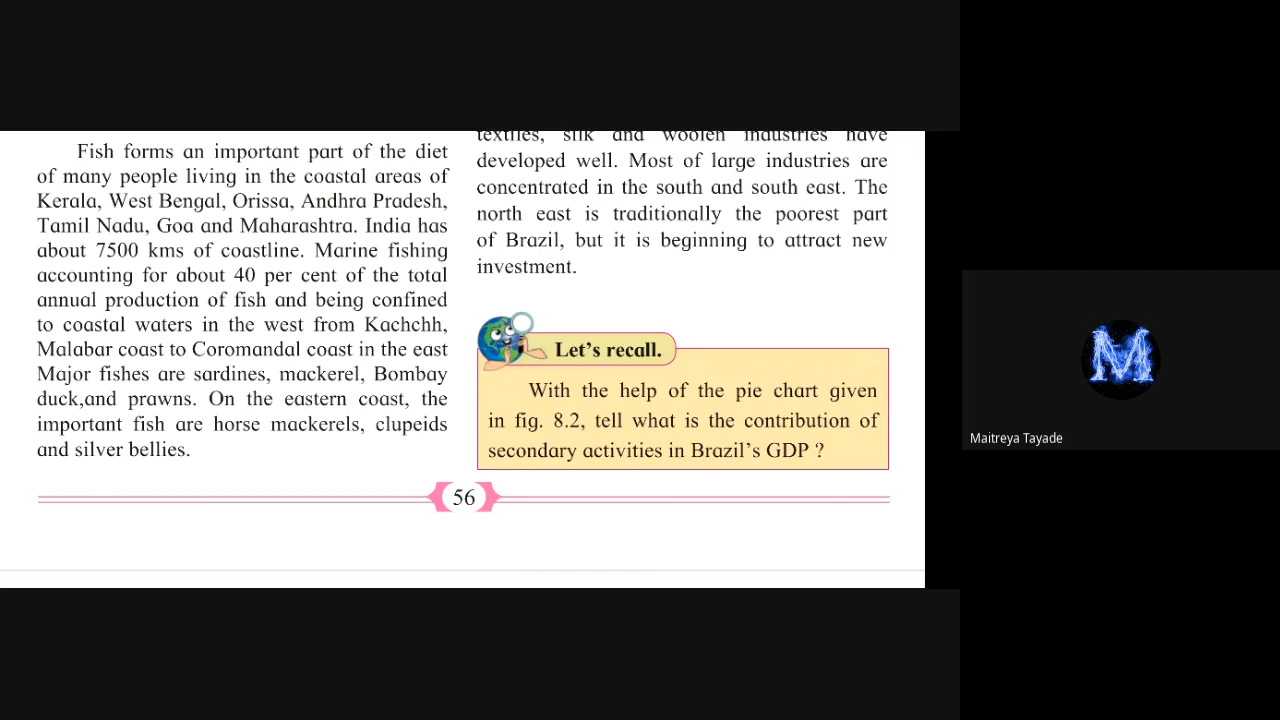 Fish forms an important part of the diet
of many people living in the coastal areas of
Kerala, West Bengal, Orissa, Andhra Pradesh,
Tamil Nadu, Goa and Maharashtra. India has
about 7500 kms of coastline. Marine fishing
accounting for about 40 per cent of the total
annual production of fish and being confined
to coastal waters in the west from Kachchh,
Malabar coast to Coromandal coast in the east
Major fishes are sardines, mackerel, Bombay
duck,and prawns. On the eastern coast, the
important fish are horse mackerels, clupeids
and silver bellies.
textiles, silk and woolen industries have
developed well. Most of large industries are
concentrated in the south and south east. The
north east is traditionally the poorest part
of Brazil, but it is beginning to attract new
investment.
Let's recall.
With the help of the pie chart given
in fig. 8.2, tell what is the contribution of
secondary activities in Brazil's GDP ?
56
M
Maitreya Tayade